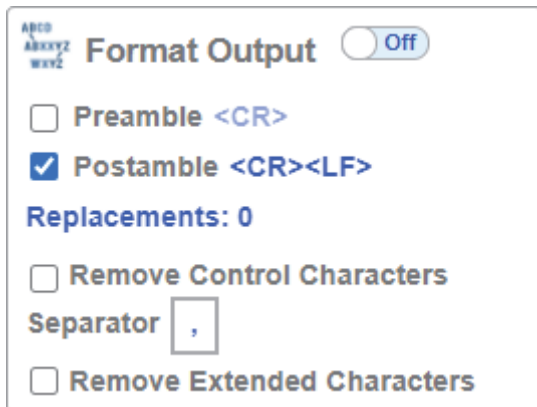 ABCD
ABXXYZ
WXYZ
Format Output Off
Preamble <CR>
Postamble <CR><LF>
Replacements: 0
Remove Control Characters
Separator ,
Remove Extended Characters